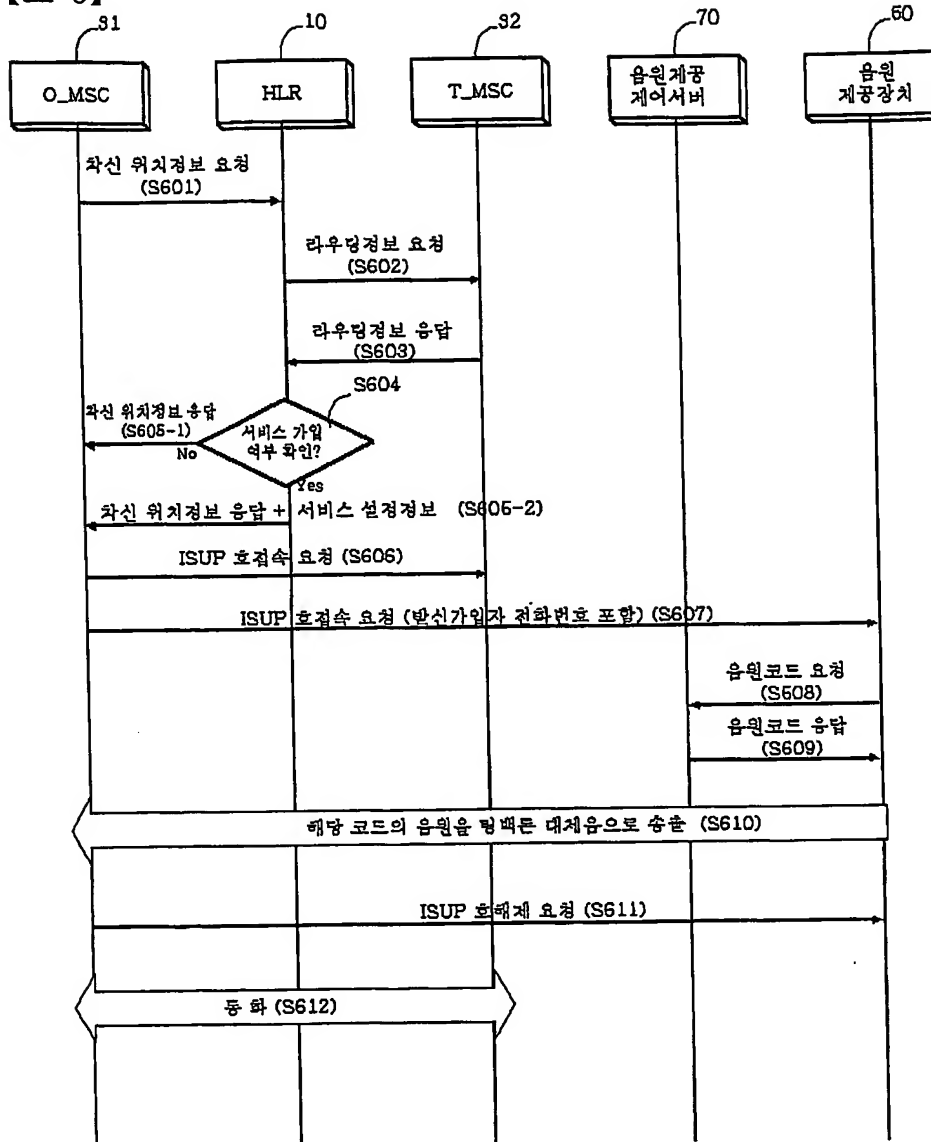 31
10
32
70
60
O_MSC
HLR
T_MSC
음원제공
제어서버
음원
제공장치
착신 위치정보 요청
(S601)
라우팅정보 요청
(S602)
라우팅정보 응답
(S603)
S604
착신 위치정보 응답
(S605-1)
No
서비스 가입
여부 확인?
Yes
착신 위치정보 응답 + 서비스 설정정보 (S605-2)
ISUP 호접속 요청 (S606)
ISUP 호접속 요청 (발신가입자 전화번호 포함) (S607)
음원코드 요청
(S608)
음원코드 응답
(S609)
해당 코드의 음원을 링백톤 대체음으로 송출 (S610)
ISUP 호해제 요청 (S611)
통 화 (S612)